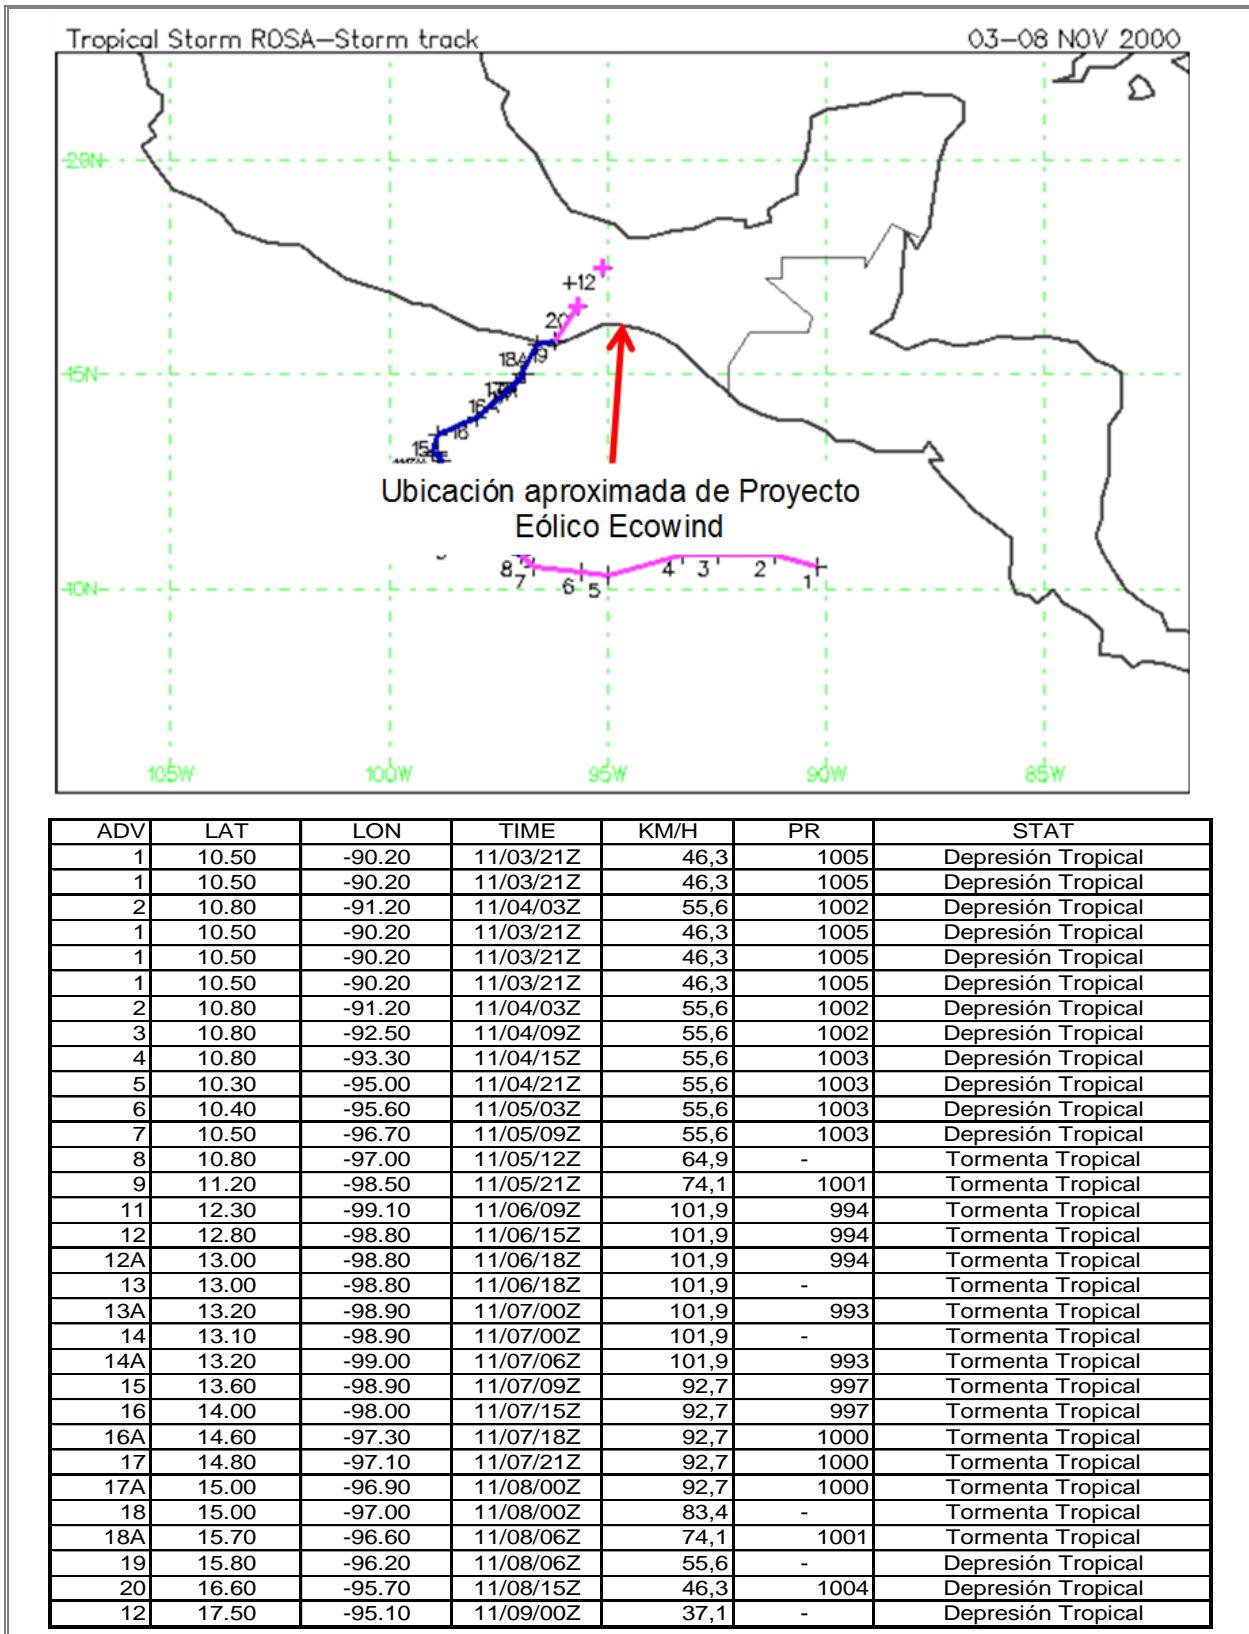 Tropical Storm ROSA–Storm track 03–08 NOV 2000
20N
+12
20
19
18A
15N
17
16
16
15
Ubicación aproximada de Proyecto
Eólico Ecowind
8 7 6 5 4 3 2 1
10N
105W 100W 95W 90W 85W
ADV LAT LON TIME KM/H PR STAT
1 10.50 -90.20 11/03/21Z 46,3 1005 Depresión Tropical
1 10.50 -90.20 11/03/21Z 46,3 1005 Depresión Tropical
2 10.80 -91.20 11/04/03Z 55,6 1002 Depresión Tropical
1 10.50 -90.20 11/03/21Z 46,3 1005 Depresión Tropical
1 10.50 -90.20 11/03/21Z 46,3 1005 Depresión Tropical
1 10.50 -90.20 11/03/21Z 46,3 1005 Depresión Tropical
2 10.80 -91.20 11/04/03Z 55,6 1002 Depresión Tropical
3 10.80 -92.50 11/04/09Z 55,6 1002 Depresión Tropical
4 10.80 -93.30 11/04/15Z 55,6 1003 Depresión Tropical
5 10.30 -95.00 11/04/21Z 55,6 1003 Depresión Tropical
6 10.40 -95.60 11/05/03Z 55,6 1003 Depresión Tropical
7 10.50 -96.70 11/05/09Z 55,6 1003 Depresión Tropical
8 10.80 -97.00 11/05/12Z 64,9 - Tormenta Tropical
9 11.20 -98.50 11/05/21Z 74,1 1001 Tormenta Tropical
11 12.30 -99.10 11/06/09Z 101,9 994 Tormenta Tropical
12 12.80 -98.80 11/06/15Z 101,9 994 Tormenta Tropical
12A 13.00 -98.80 11/06/18Z 101,9 994 Tormenta Tropical
13 13.00 -98.80 11/06/18Z 101,9 - Tormenta Tropical
13A 13.20 -98.90 11/07/00Z 101,9 993 Tormenta Tropical
14 13.10 -98.90 11/07/00Z 101,9 - Tormenta Tropical
14A 13.20 -99.00 11/07/06Z 101,9 993 Tormenta Tropical
15 13.60 -98.90 11/07/09Z 92,7 997 Tormenta Tropical
16 14.00 -98.00 11/07/15Z 92,7 997 Tormenta Tropical
16A 14.60 -97.30 11/07/18Z 92,7 1000 Tormenta Tropical
17 14.80 -97.10 11/07/21Z 92,7 1000 Tormenta Tropical
17A 15.00 -96.90 11/08/00Z 92,7 1000 Tormenta Tropical
18 15.00 -97.00 11/08/00Z 83,4 - Tormenta Tropical
18A 15.70 -96.60 11/08/06Z 74,1 1001 Tormenta Tropical
19 15.80 -96.20 11/08/06Z 55,6 - Depresión Tropical
20 16.60 -95.70 11/08/15Z 46,3 1004 Depresión Tropical
12 17.50 -95.10 11/09/00Z 37,1 - Depresión Tropical